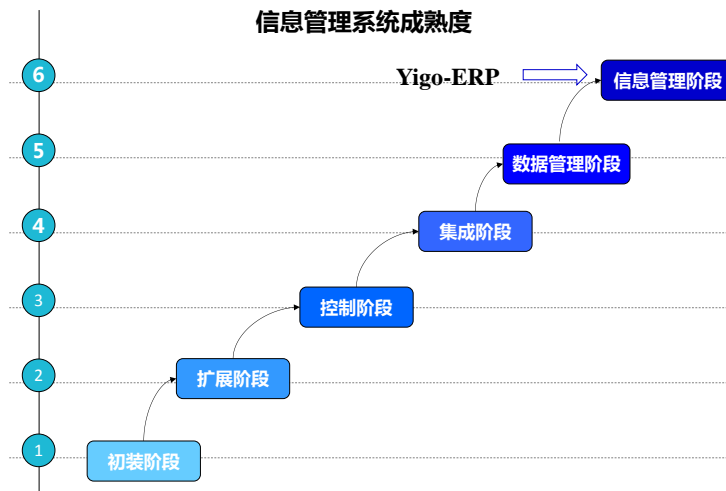 信息管理系统成熟度
6
Yigo-ERP
信息管理阶段
5
数据管理阶段
4
集成阶段
3
控制阶段
2
扩展阶段
1
初装阶段